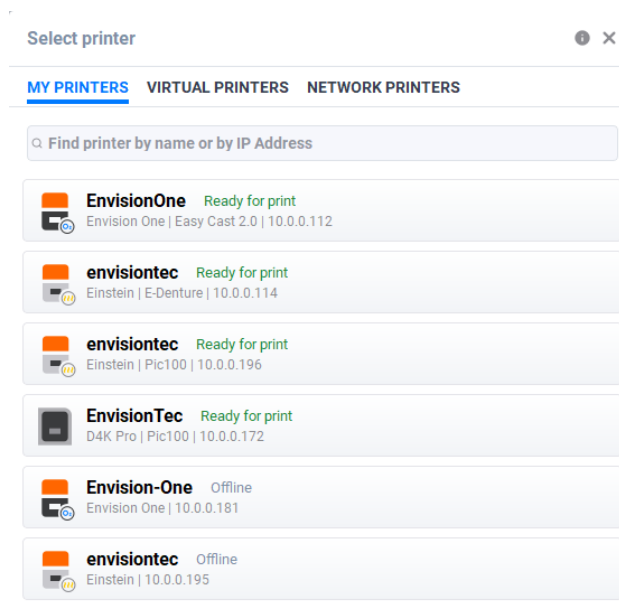 Select printer
MY PRINTERS VIRTUAL PRINTERS NETWORK PRINTERS
Find printer by name or by IP Address
EnvisionOne Ready for print
Envision One | Easy Cast 2.0 | 10.0.0.112
envisiontec Ready for print
Einstein | E-Denture | 10.0.0.114
envisiontec Ready for print
Einstein | Pic100 | 10.0.0.196
EnvisionTec Ready for print
D4K Pro | Pic100 | 10.0.0.172
Envision-One Offline
Envision One | 10.0.0.181
envisiontec Offline
Einstein | 10.0.0.195